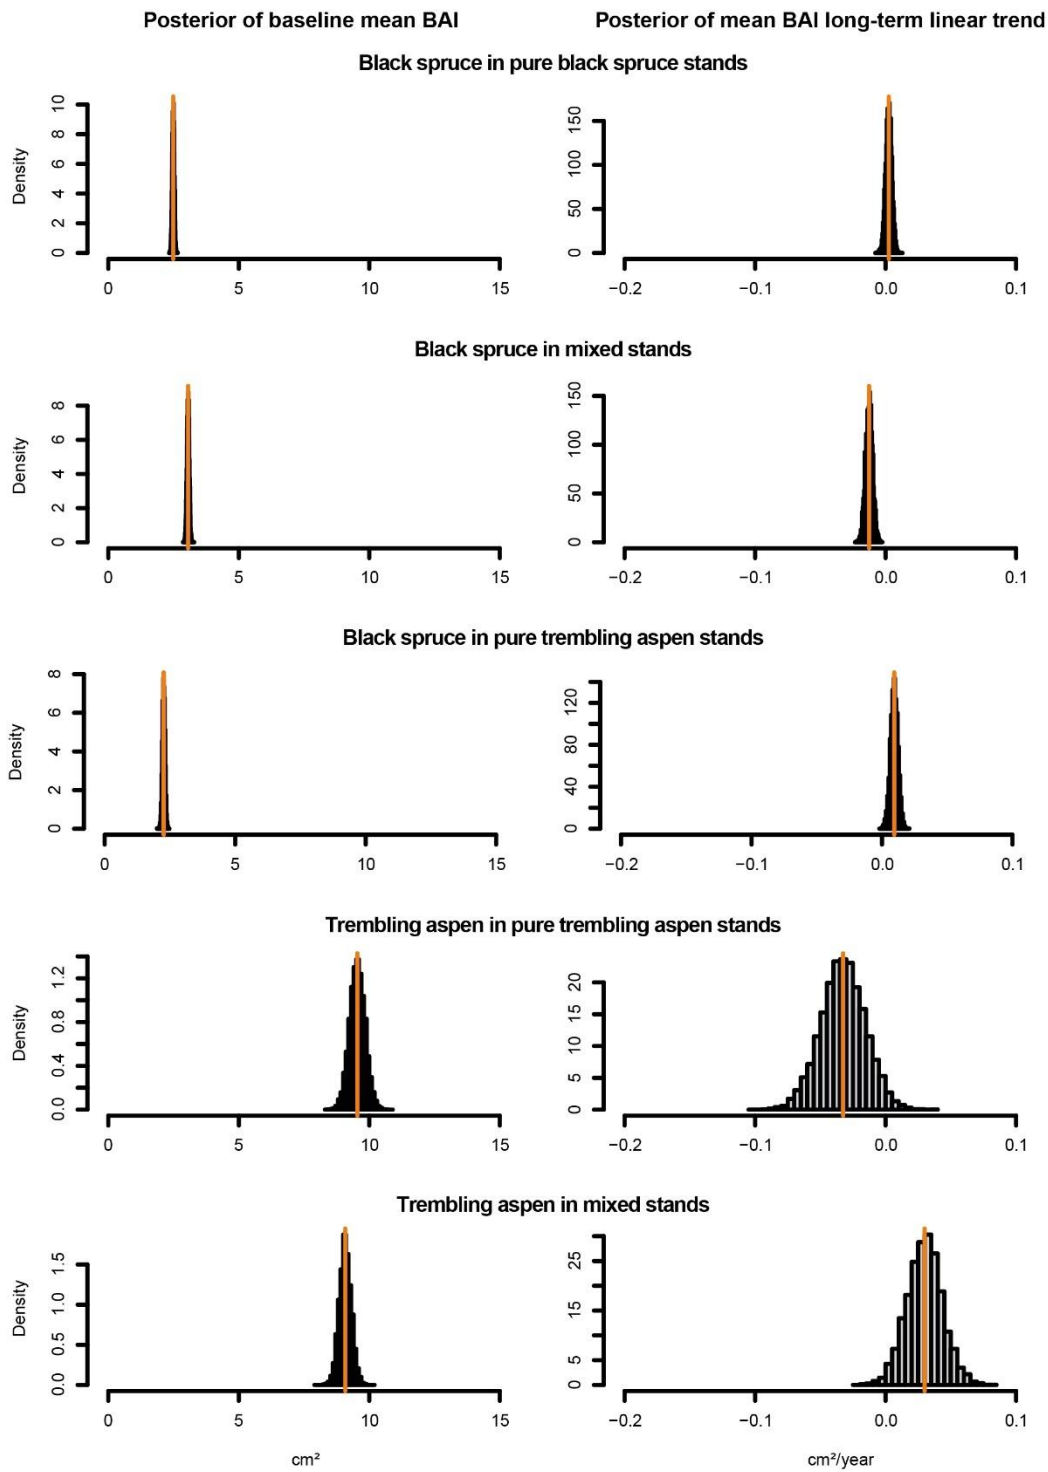 Posterior of baseline mean BAI
Posterior of mean BAI long-term linear trend
Black spruce in pure black spruce stands
Density
0 2 4 6 8 10
0 5 10 15
0 50 100 150
−0.2 −0.1 0.0 0.1
Black spruce in mixed stands
Density
0 2 4 6 8
0 5 10 15
0 50 100 150
−0.2 −0.1 0.0 0.1
Black spruce in pure trembling aspen stands
Density
0 2 4 6 8
0 5 10 15
0 40 80 120
−0.2 −0.1 0.0 0.1
Trembling aspen in pure trembling aspen stands
Density
0.0 0.4 0.8 1.2
0 5 10 15
0 5 10 15 20
−0.2 −0.1 0.0 0.1
Trembling aspen in mixed stands
Density
0.0 0.5 1.0 1.5
0 5 10 15
0 5 15 25
−0.2 −0.1 0.0 0.1
cm²
cm²/year